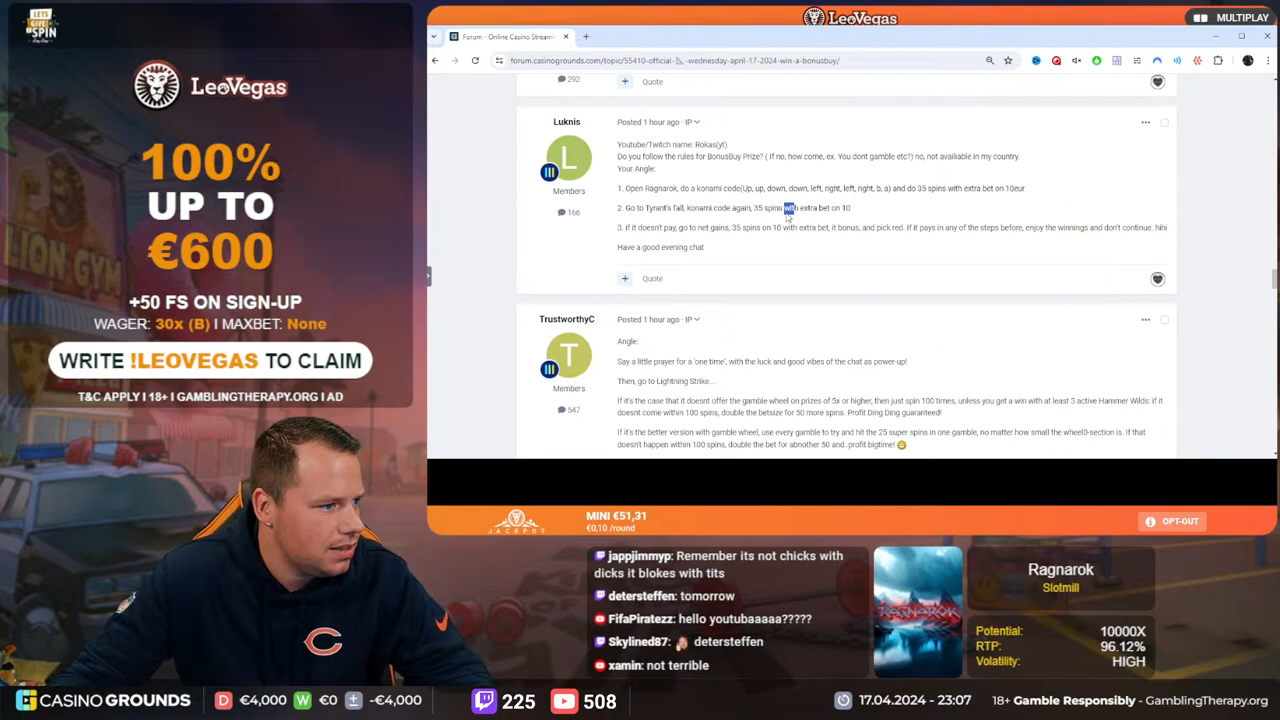 LETS
GIVE IT
SPIN
LeoVegas
100%
UP TO
€600
+50 FS ON SIGN-UP
WAGER: 30x (B) I MAXBET: None
WRITE !LEOVEGAS TO CLAIM
T&C APPLY I 18+ I GAMBLINGTHERAPY.ORG I AD
LeoVegas
MULTIPLAY
Forum - Online Casino Stream
forum.casinogrounds.com/topic/55410-official-📐-wednesday-april-17-2024-win-a-bonusbuy/
292
+ Quote
Luknis
Posted 1 hour ago · IP
L
Members
166
Youtube/Twitch name: Rokas(yt)
Do you follow the rules for BonusBuy Prize? ( If no, how come, ex. You dont gamble etc?) no, not availiable in my country.
Your Angle:
1. Open Ragnarok, do a konami code(Up, up, down, down, left, right, left, right, b, a) and do 35 spins with extra bet on 10eur
2. Go to Tyrant's fall, konami code again, 35 spins with extra bet on 10
3. if it doesn't pay, go to net gains, 35 spins on 10 with extra bet, it bonus, and pick red. If it pays in any of the steps before, enjoy the winnings and don't continue. hihi
Have a good evening chat
+ Quote
TrustworthyC
Posted 1 hour ago · IP
T
Members
547
Angle:
Say a little prayer for a 'one time', with the luck and good vibes of the chat as power-up!
Then, go to Lightning Strike...
If it's the case that it doesnt offer the gamble wheel on prizes of 5x or higher, then just spin 100 times, unless you get a win with at least 3 active Hammer Wilds: if it
doesnt come within 100 spins, double the betsize for 50 more spins. Profit Ding Ding guaranteed!
If it's the better version with gamble wheel, use every gamble to try and hit the 25 super spins in one gamble, no matter how small the wheel0-section is. If that
doesn't happen within 100 spins, double the bet for abnother 50 and..profit bigtime! 😀
JACKPOT
MINI €51,31
€0,10 /round
OPT-OUT
jappjimmyp: Remember its not chicks with
dicks it blokes with tits
detersteffen: tomorrow
FifaPiratezz: hello youtubaaaaa?????
Skylined87: detersteffen
xamin: not terrible
RAGNAROK
Ragnarok
Slotmill
Potential: 10000X
RTP: 96.12%
Volatility: HIGH
CASINO GROUNDS
D €4,000 W €0 ± -€4,000
225
508
17.04.2024 - 23:07
18+ Gamble Responsibly - GamblingTherapy.org